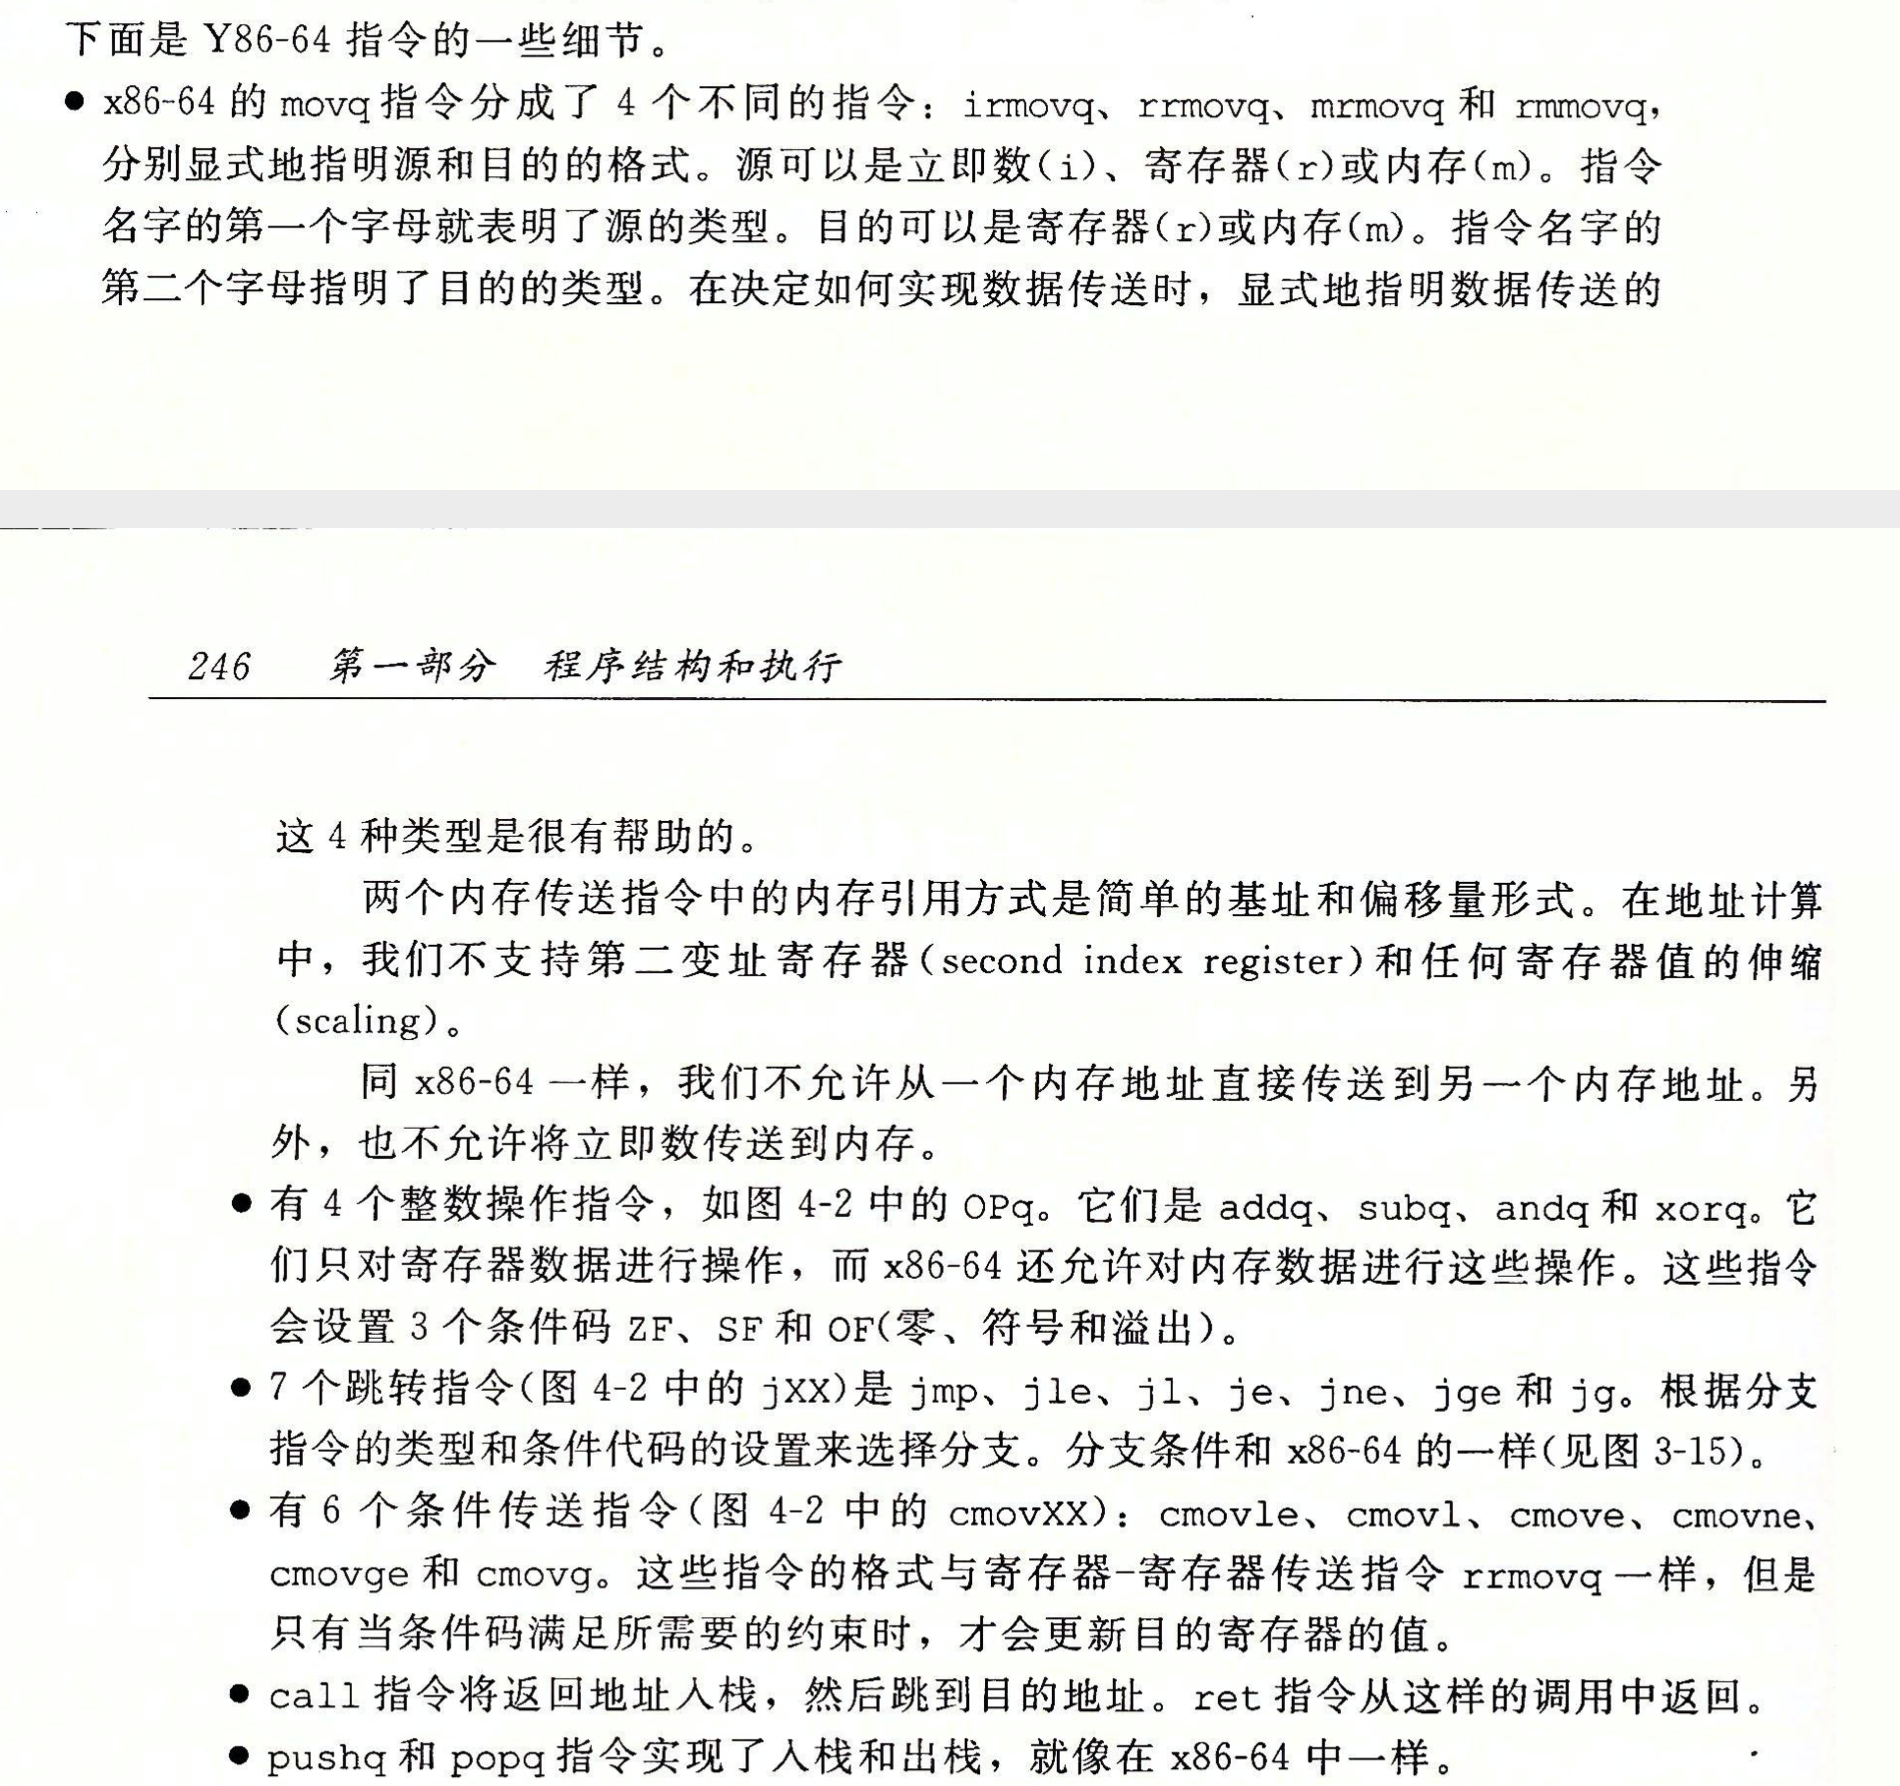 下面是 Y86-64 指令的一些细节。
● x86-64 的 movq 指令分成了 4 个不同的指令：irmovq、rrmovq、mrmovq 和 rmmovq，
分别显式地指明源和目的的格式。源可以是立即数(i)、寄存器(r)或内存(m)。指令
名字的第一个字母就表明了源的类型。目的可以是寄存器(r)或内存(m)。指令名字的
第二个字母指明了目的的类型。在决定如何实现数据传送时，显式地指明数据传送的
246 第一部分 程序结构和执行
这 4 种类型是很有帮助的。
两个内存传送指令中的内存引用方式是简单的基址和偏移量形式。在地址计算
中，我们不支持第二变址寄存器(second index register)和任何寄存器值的伸缩
(scaling)。
同 x86-64 一样，我们不允许从一个内存地址直接传送到另一个内存地址。另
外，也不允许将立即数传送到内存。
● 有 4 个整数操作指令，如图 4-2 中的 OPq。它们是 addq、subq、andq 和 xorq。它
们只对寄存器数据进行操作，而 x86-64 还允许对内存数据进行这些操作。这些指令
会设置 3 个条件码 ZF、SF 和 OF(零、符号和溢出)。
● 7 个跳转指令(图 4-2 中的 jXX)是 jmp、jle、jl、je、jne、jge 和 jg。根据分支
指令的类型和条件代码的设置来选择分支。分支条件和 x86-64 的一样(见图 3-15)。
● 有 6 个条件传送指令(图 4-2 中的 cmovXX)：cmovle、cmovl、cmove、cmovne、
cmovge 和 cmovg。这些指令的格式与寄存器-寄存器传送指令 rrmovq 一样，但是
只有当条件码满足所需要的约束时，才会更新目的寄存器的值。
● call 指令将返回地址入栈，然后跳到目的地址。ret 指令从这样的调用中返回。
● pushq 和 popq 指令实现了入栈和出栈，就像在 x86-64 中一样。